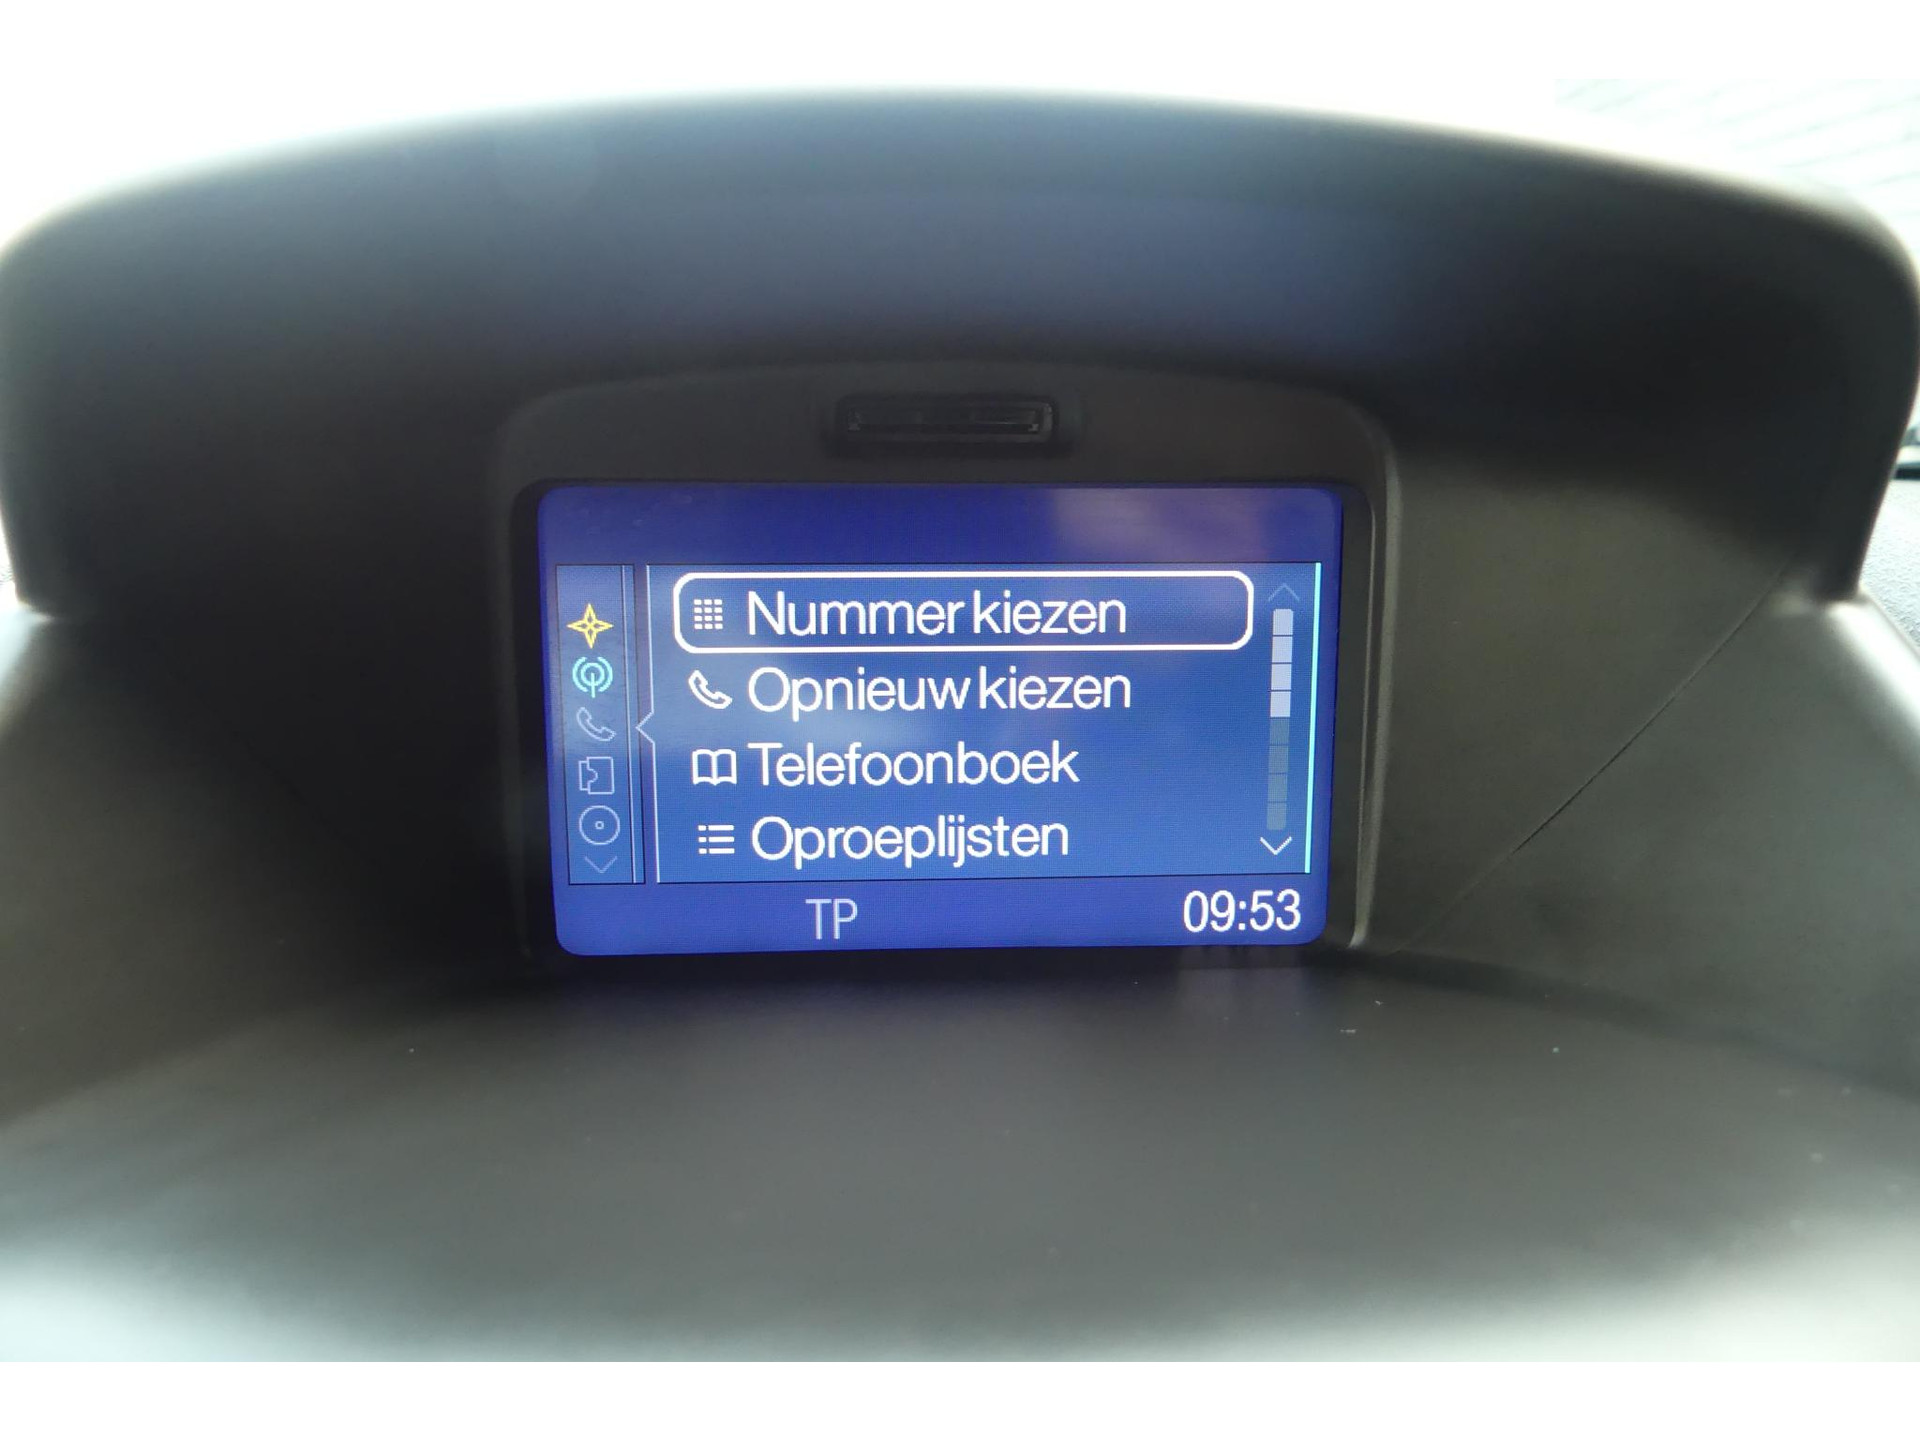 Nummer kiezen
Opnieuw kiezen
Telefoonboek
Oproeplijsten
TP 09:53